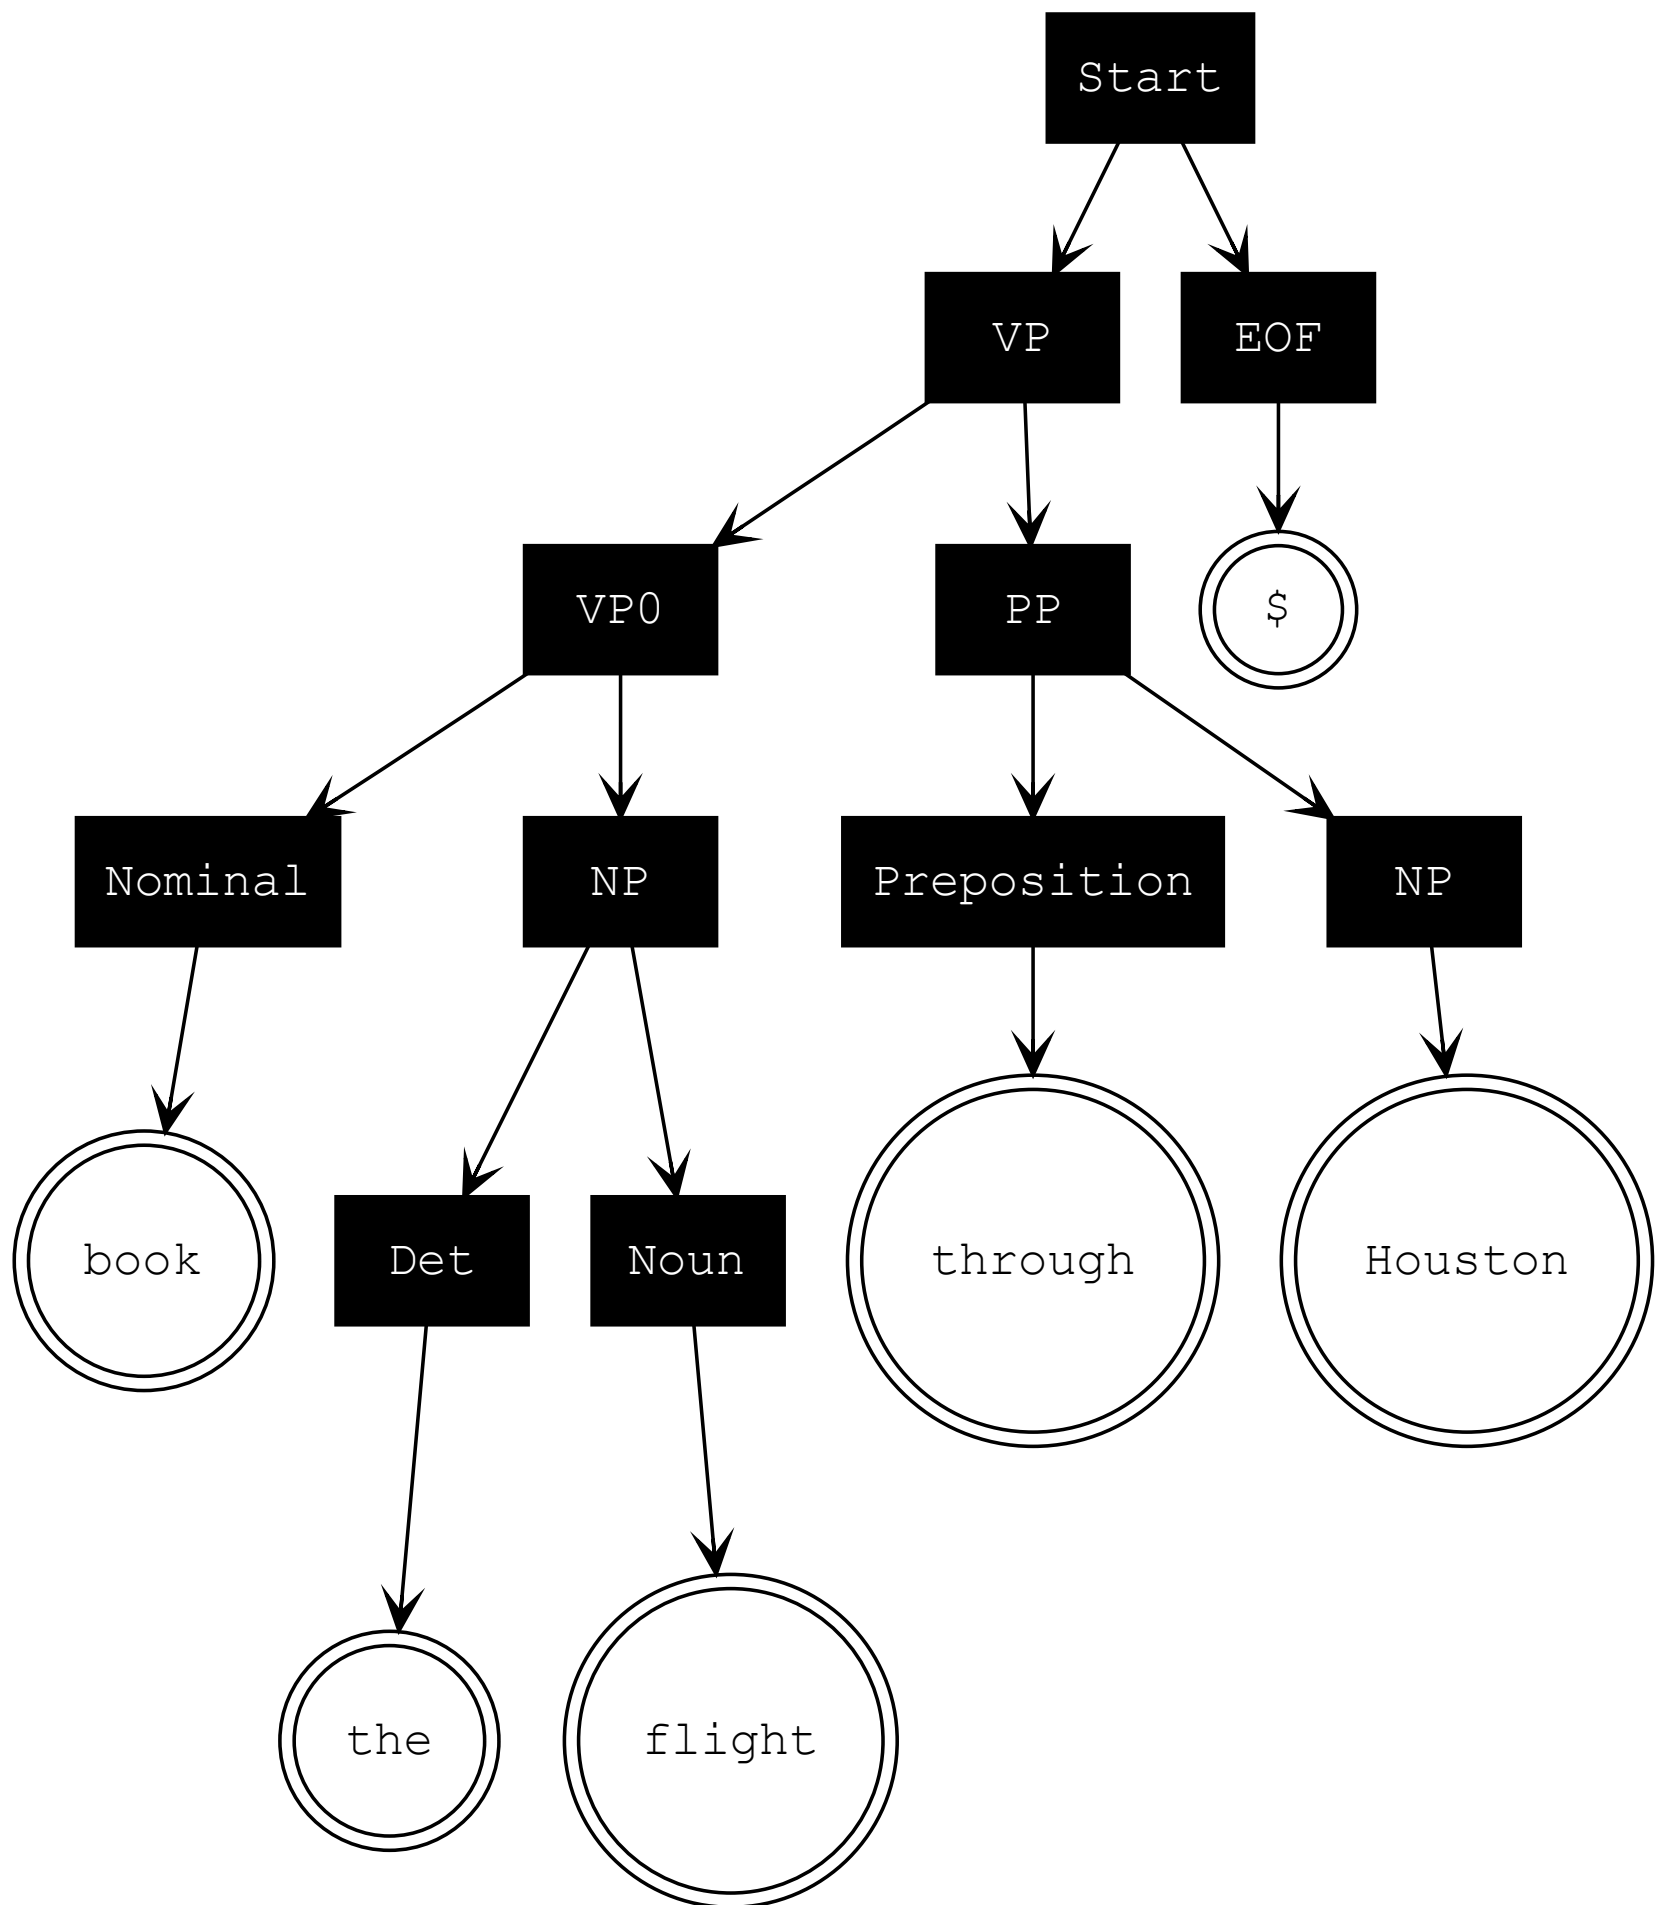 Start
VP EOF
VP0 PP $
Nominal NP Preposition NP
book Det Noun through Houston
the flight